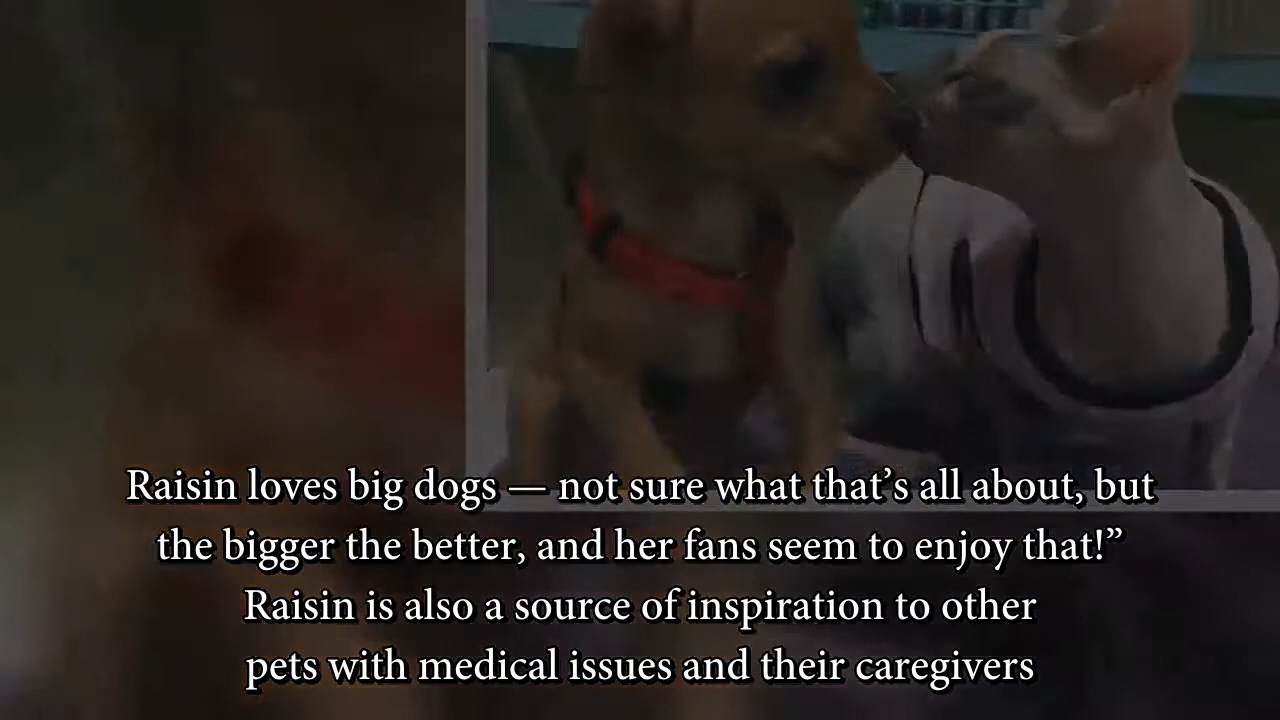 Raisin loves big dogs — not sure what that’s all about, but
the bigger the better, and her fans seem to enjoy that!”
Raisin is also a source of inspiration to other
pets with medical issues and their caregivers